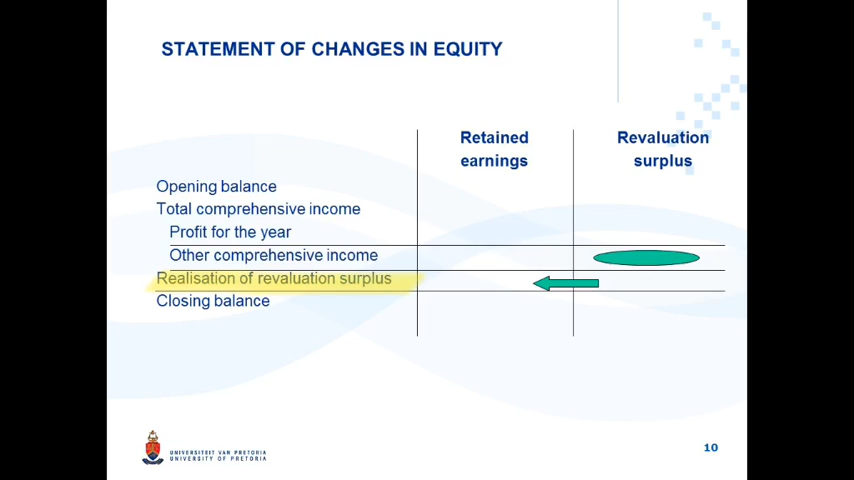 STATEMENT OF CHANGES IN EQUITY
Retained
earnings
Revaluation
surplus
Opening balance
Total comprehensive income
Profit for the year
Other comprehensive income
Realisation of revaluation surplus
Closing balance
UNIVERSITEIT VAN PRETORIA
UNIVERSITY OF PRETORIA
10